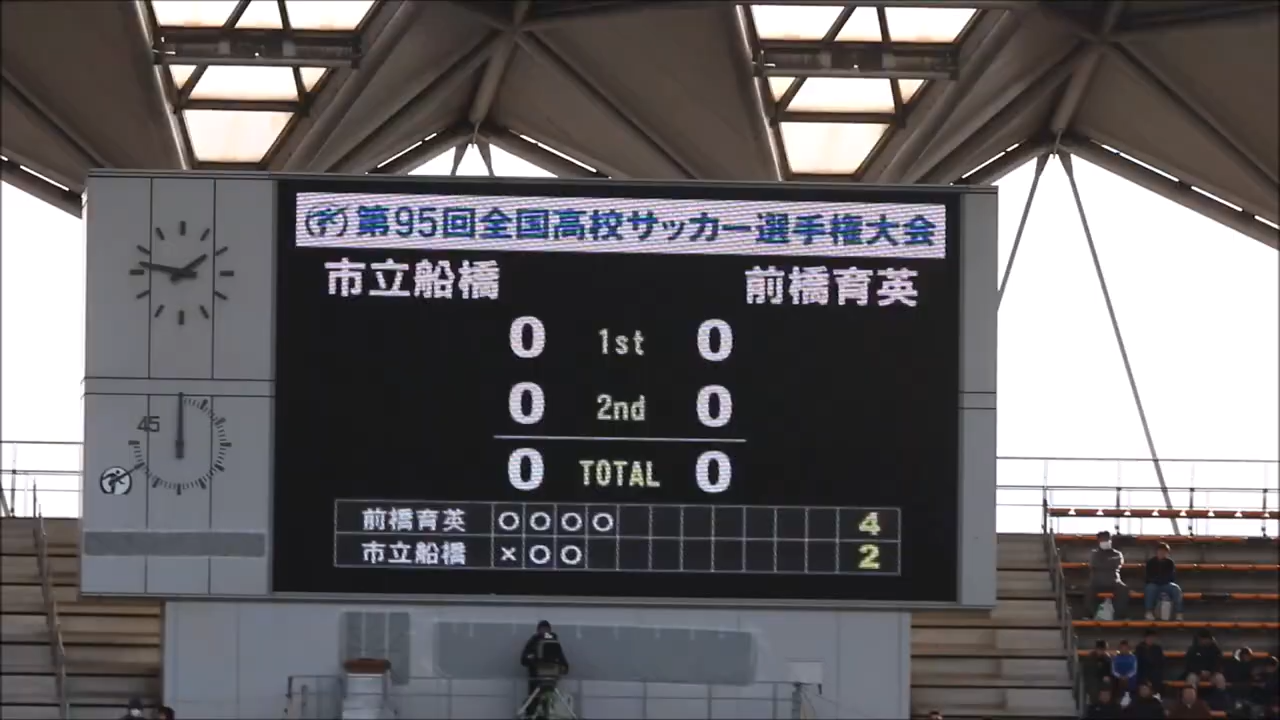 第95回全国高校サッカー選手権大会
市立船橋 前橋育英
0 1st 0
0 2nd 0
0 TOTAL 0
前橋育英 ○ ○ ○ ○ 4
市立船橋 × ○ ○ 2
45